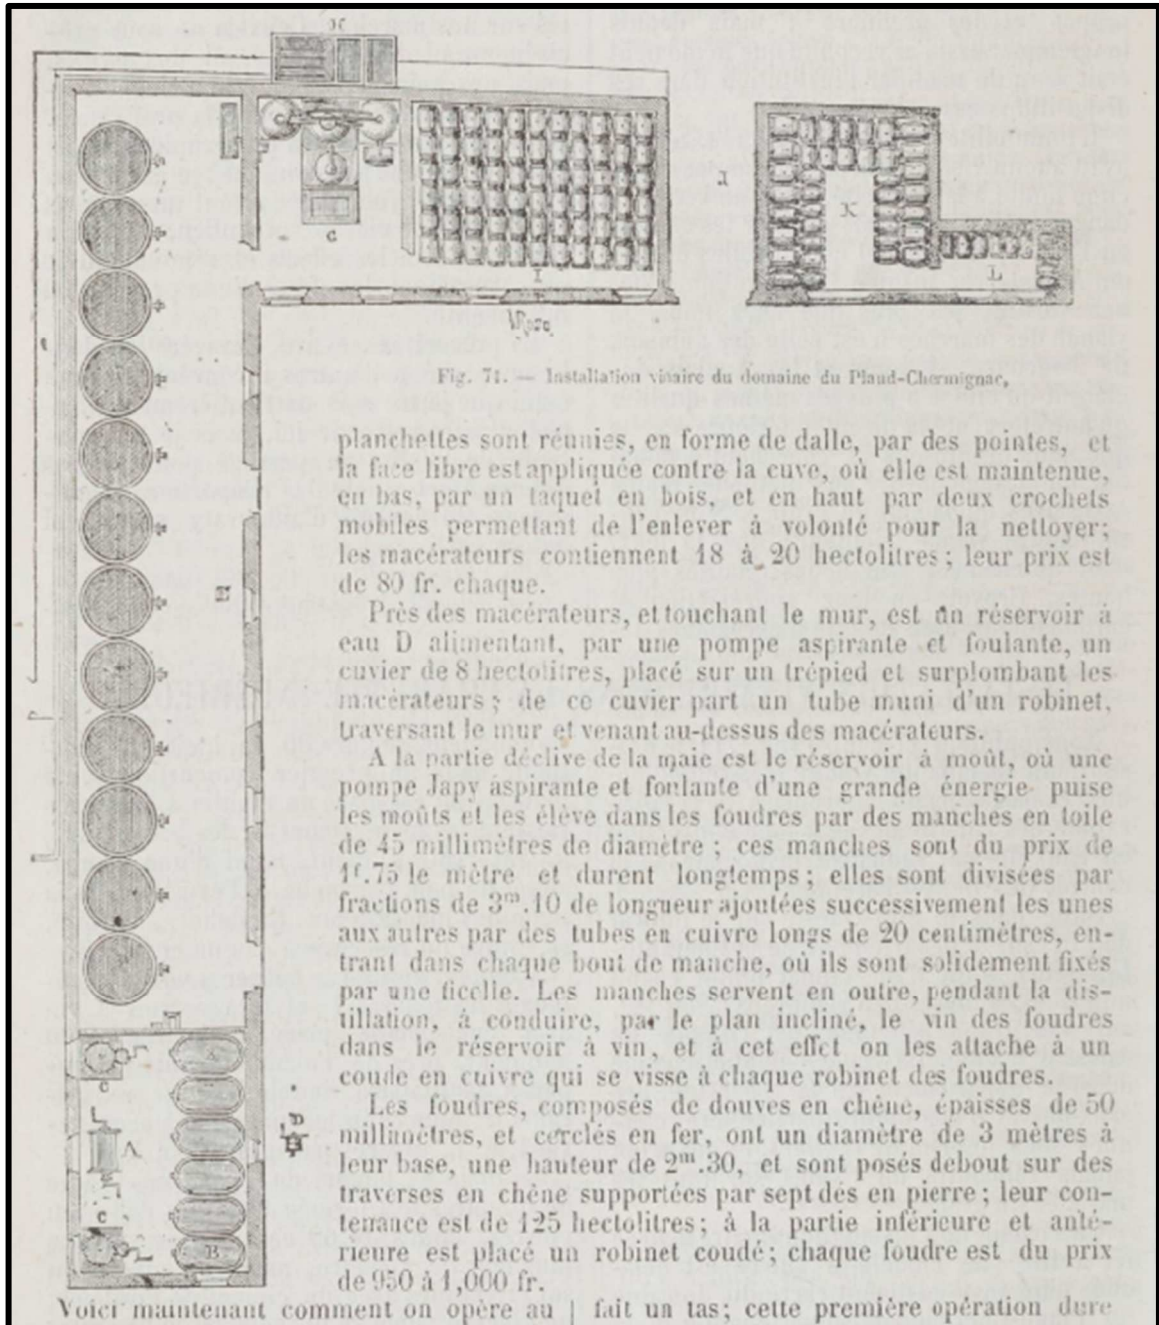 H
G
I
J
K
L
Fig. 71. — Installation vinaire du domaine du Plaud-Chermignac.
planchettes sont réunies, en forme de dalle, par des pointes, et
la face libre est appliquée contre la cuve, où elle est maintenue,
en bas, par un taquet en bois, et en haut par deux crochets
mobiles permettant de l'enlever à volonté pour la nettoyer;
les macérateurs contiennent 18 à 20 hectolitres; leur prix est
de 80 fr. chaque.
Près des macérateurs, et touchant le mur, est un réservoir à
eau D alimentant, par une pompe aspirante et foulante, un
cuvier de 8 hectolitres, placé sur un trépied et surplombant les
macérateurs; de ce cuvier part un tube muni d'un robinet,
traversant le mur et venant au-dessus des macérateurs.
A la partie déclive de la maie est le réservoir à moût, où une
pompe Japy aspirante et foulante d'une grande énergie puise
les moûts et les élève dans les foudres par des manches en toile
de 45 millimètres de diamètre; ces manches sont du prix de
1f.75 le mètre et durent longtemps; elles sont divisées par
fractions de 3m.10 de longueur ajoutées successivement les unes
aux autres par des tubes en cuivre longs de 20 centimètres, en-
trant dans chaque bout de manche, où ils sont solidement fixés
par une ficelle. Les manches servent en outre, pendant la dis-
tillation, à conduire, par le plan incliné, le vin des foudres
dans le réservoir à vin, et à cet effet on les attache à un
coude en cuivre qui se visse à chaque robinet des foudres.
Les foudres, composés de douves en chêne, épaisses de 50
millimètres, et cerclés en fer, ont un diamètre de 3 mètres à
leur base, une hauteur de 2m.30, et sont posés debout sur des
traverses en chêne supportées par sept dés en pierre; leur con-
tenance est de 125 hectolitres; à la partie inférieure et anté-
rieure est placé un robinet coudé; chaque foudre est du prix
de 950 à 1,000 fr.
E
A
C
D
A
C
B
Voici maintenant comment on opère au | fait un tas; cette première opération dure